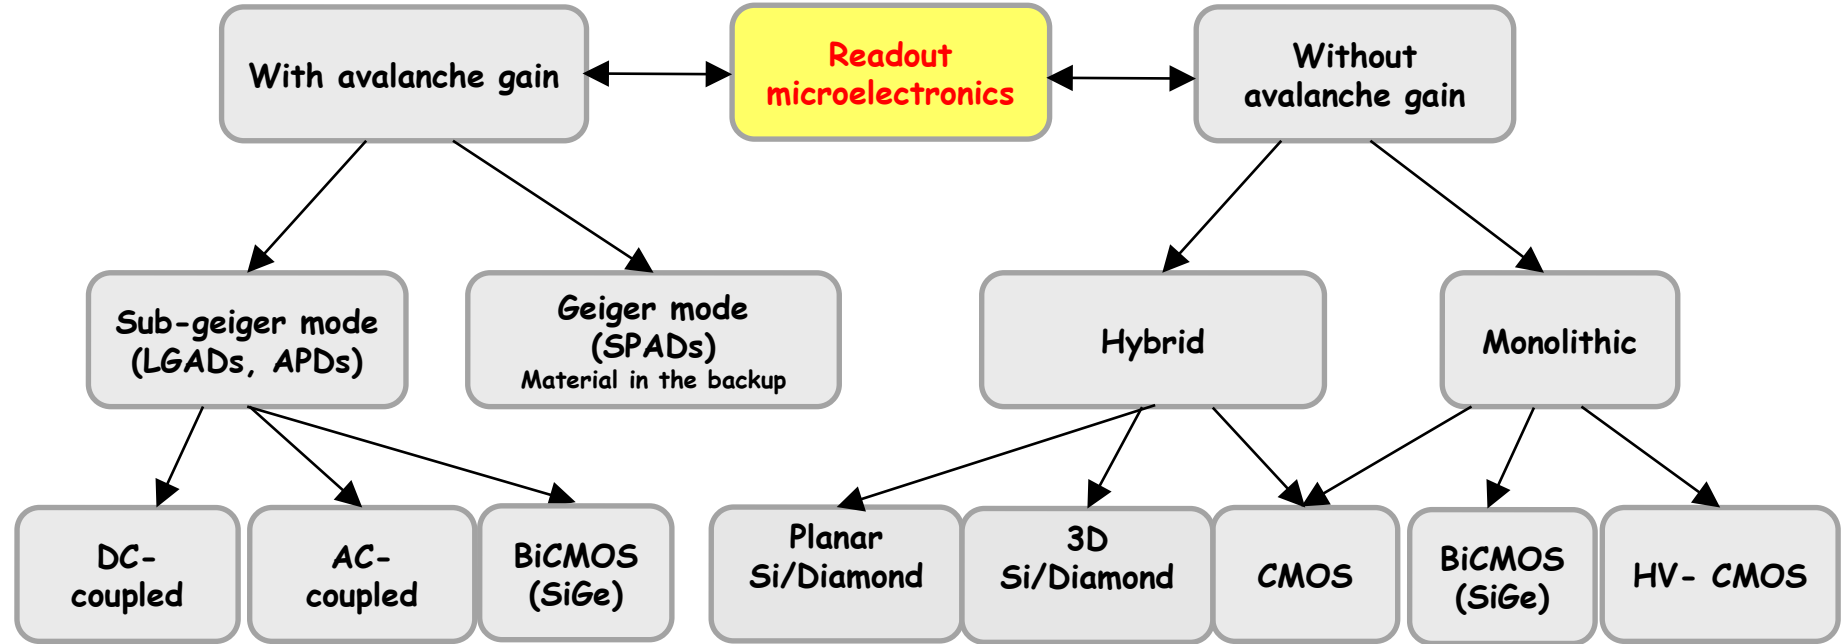 With avalanche gain
Readout
microelectronics
Without
avalanche gain
Sub-geiger mode
(LGADs, APDs)
Geiger mode
(SPADs)
Material in the backup
Hybrid
Monolithic
DC-
coupled
AC-
coupled
BiCMOS
(SiGe)
Planar
Si/Diamond
3D
Si/Diamond
CMOS
BiCMOS
(SiGe)
HV- CMOS